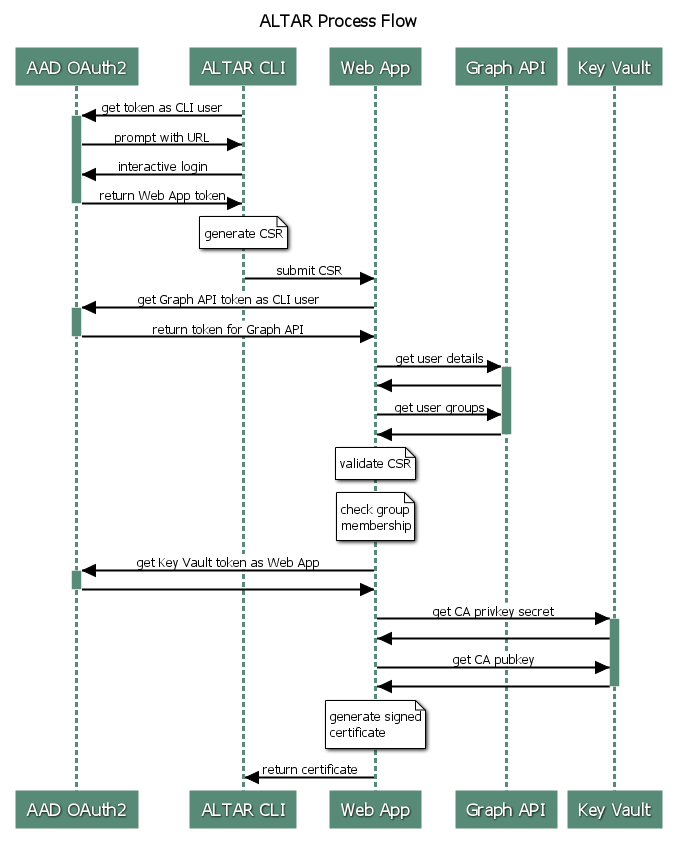 ALTAR Process Flow
AAD OAuth2
ALTAR CLI
Web App
Graph API
Key Vault
get token as CLI user
prompt with URL
interactive login
return Web App token
generate CSR
submit CSR
get Graph API token as CLI user
return token for Graph API
get user details
get user groups
validate CSR
check group
membership
get Key Vault token as Web App
get CA privkey secret
get CA pubkey
generate signed
certificate
return certificate
AAD OAuth2
ALTAR CLI
Web App
Graph API
Key Vault